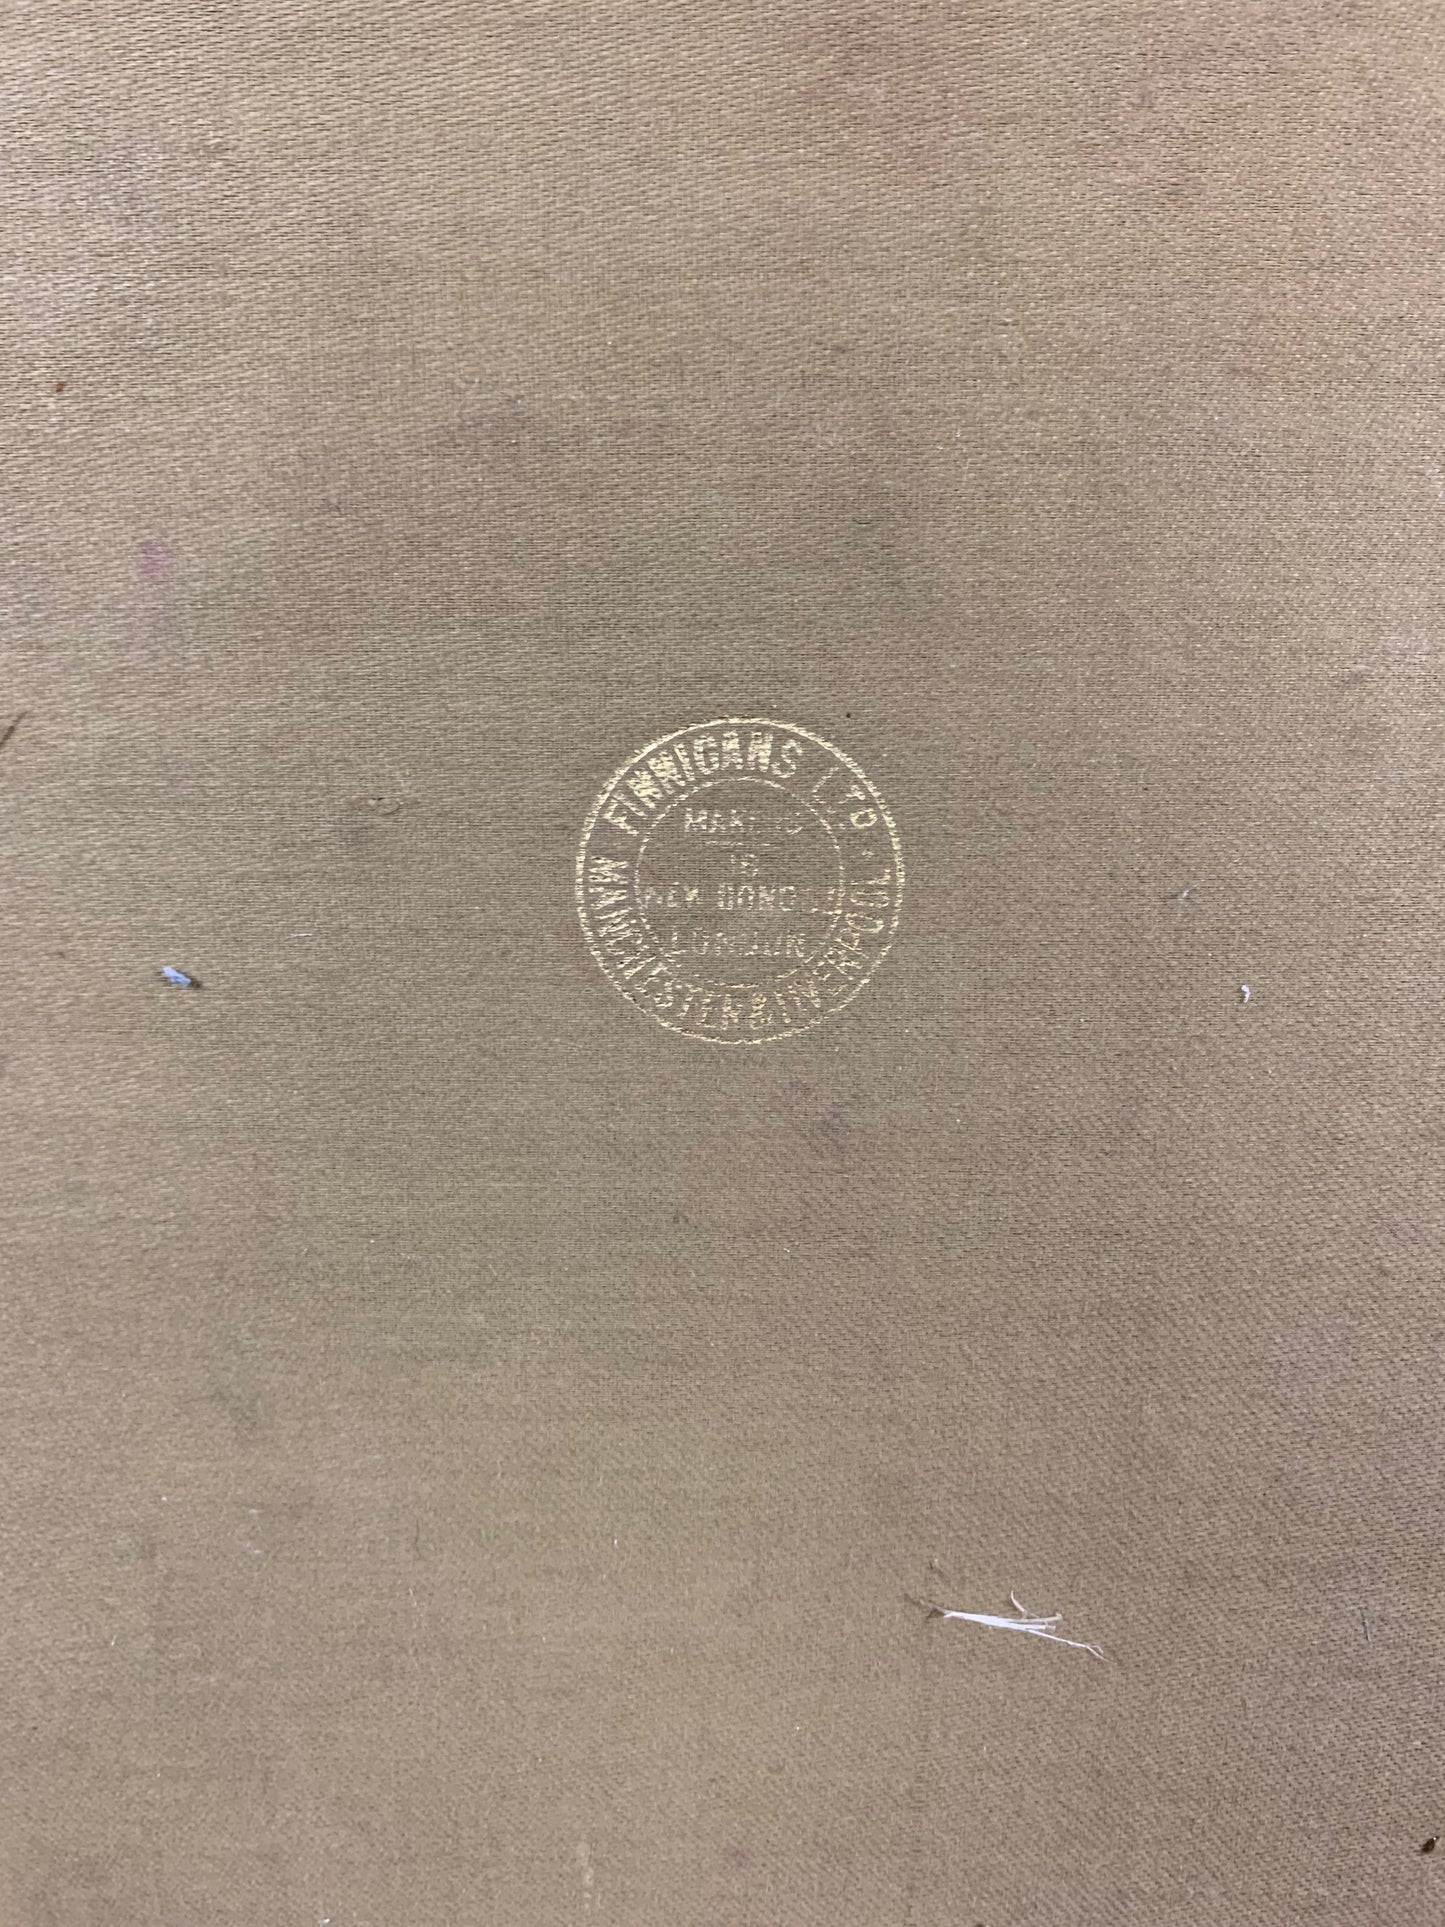 FINNIGANS LTD.
MANCHESTER & LIVERPOOL
MAKERS
18
NEW BOND ST
LONDON